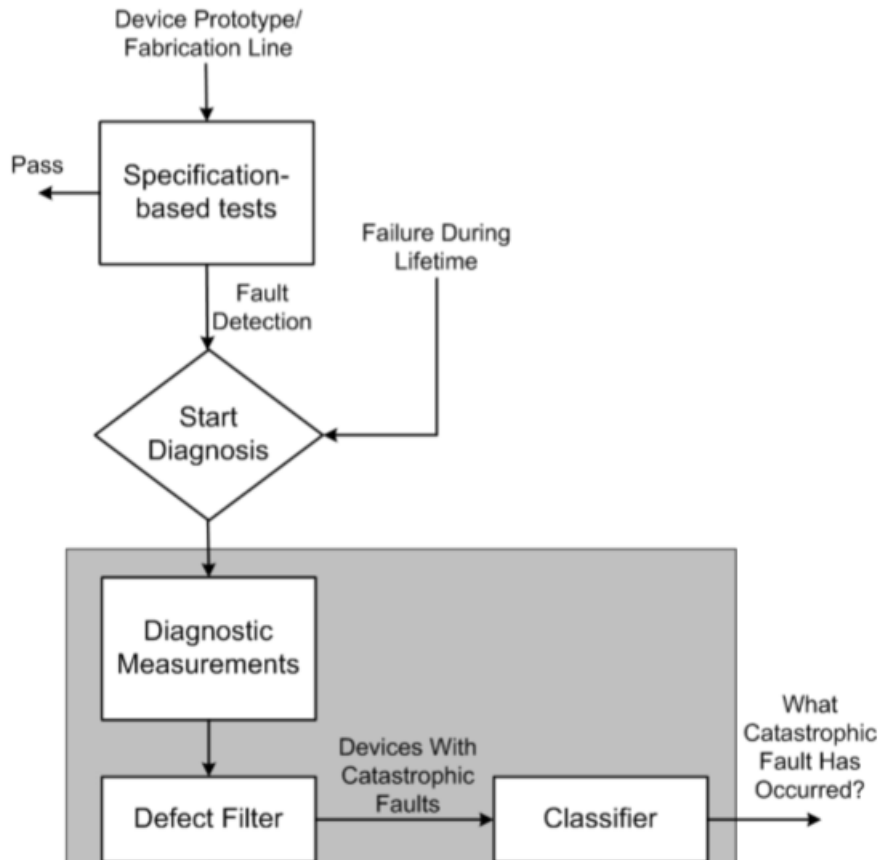 Device Prototype/
Fabrication Line
Pass
Specification-
based tests
Failure During
Lifetime
Fault
Detection
Start
Diagnosis
Diagnostic
Measurements
What
Catastrophic
Fault Has
Occurred?
Devices With
Catastrophic
Faults
Defect Filter
Classifier